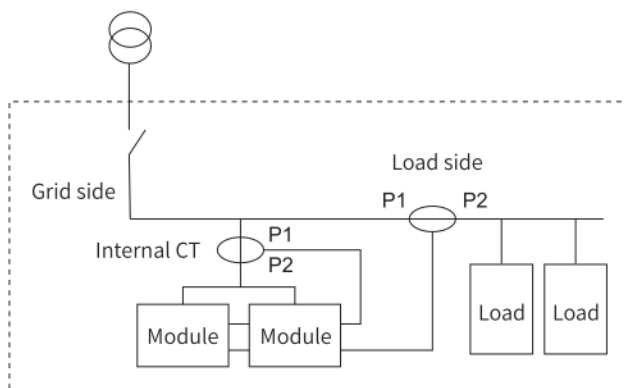 Load side
Grid side
P1
P2
Internal CT
P1
P2
Module
Module
Load
Load